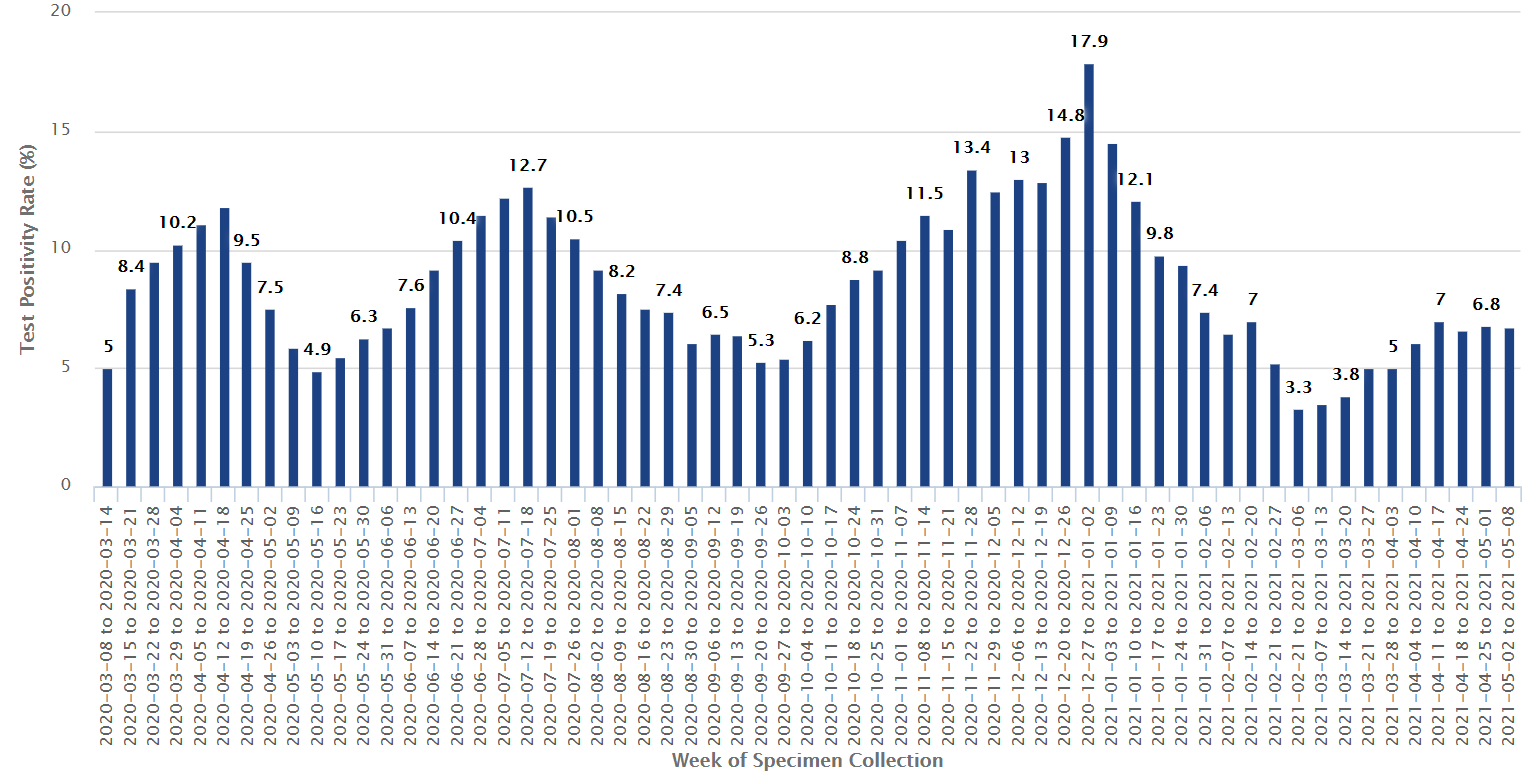 Test Positivity Rate (%)
20
15
10
5
0
5
8.4
10.2
9.5
7.5
4.9
6.3
7.6
10.4
12.7
10.5
8.2
7.4
6.5
5.3
6.2
8.8
11.5
13.4
13
14.8
17.9
12.1
9.8
7.4
7
3.3
3.8
5
7
6.8
2020–03–08 to 2020–03–14
2020–03–15 to 2020–03–21
2020–03–22 to 2020–03–28
2020–03–29 to 2020–04–04
2020–04–05 to 2020–04–11
2020–04–12 to 2020–04–18
2020–04–19 to 2020–04–25
2020–04–26 to 2020–05–02
2020–05–03 to 2020–05–09
2020–05–10 to 2020–05–16
2020–05–17 to 2020–05–23
2020–05–24 to 2020–05–30
2020–05–31 to 2020–06–06
2020–06–07 to 2020–06–13
2020–06–14 to 2020–06–20
2020–06–21 to 2020–06–27
2020–06–28 to 2020–07–04
2020–07–05 to 2020–07–11
2020–07–12 to 2020–07–18
2020–07–19 to 2020–07–25
2020–07–26 to 2020–08–01
2020–08–02 to 2020–08–08
2020–08–09 to 2020–08–15
2020–08–16 to 2020–08–22
2020–08–23 to 2020–08–29
2020–08–30 to 2020–09–05
2020–09–06 to 2020–09–12
2020–09–13 to 2020–09–19
2020–09–20 to 2020–09–26
2020–09–27 to 2020–10–03
2020–10–04 to 2020–10–10
2020–10–11 to 2020–10–17
2020–10–18 to 2020–10–24
2020–10–25 to 2020–10–31
2020–11–01 to 2020–11–07
2020–11–08 to 2020–11–14
2020–11–15 to 2020–11–21
2020–11–22 to 2020–11–28
2020–11–29 to 2020–12–05
2020–12–06 to 2020–12–12
2020–12–13 to 2020–12–19
2020–12–20 to 2020–12–26
2020–12–27 to 2021–01–02
2021–01–03 to 2021–01–09
2021–01–10 to 2021–01–16
2021–01–17 to 2021–01–23
2021–01–24 to 2021–01–30
2021–01–31 to 2021–02–06
2021–02–07 to 2021–02–13
2021–02–14 to 2021–02–20
2021–02–21 to 2021–02–27
2021–02–21 to 2021–03–06
2021–03–07 to 2021–03–13
2021–03–14 to 2021–03–20
2021–03–21 to 2021–03–27
2021–03–28 to 2021–04–03
2021–04–04 to 2021–04–10
2021–04–11 to 2021–04–17
2021–04–18 to 2021–04–24
2021–04–25 to 2021–05–01
2021–05–02 to 2021–05–08
Week of Specimen Collection